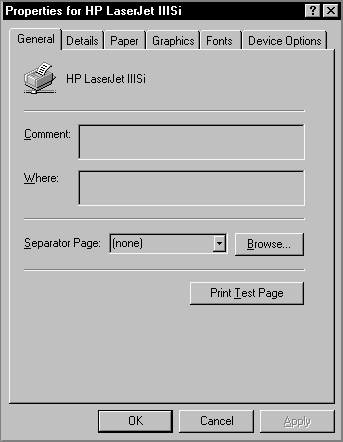 Properties for HP LaserJet IIISi
General Details Paper Graphics Fonts Device Options
HP LaserJet IIISi
Comment:
Where:
Separator Page: (none) Browse...
Print Test Page
OK Cancel Apply